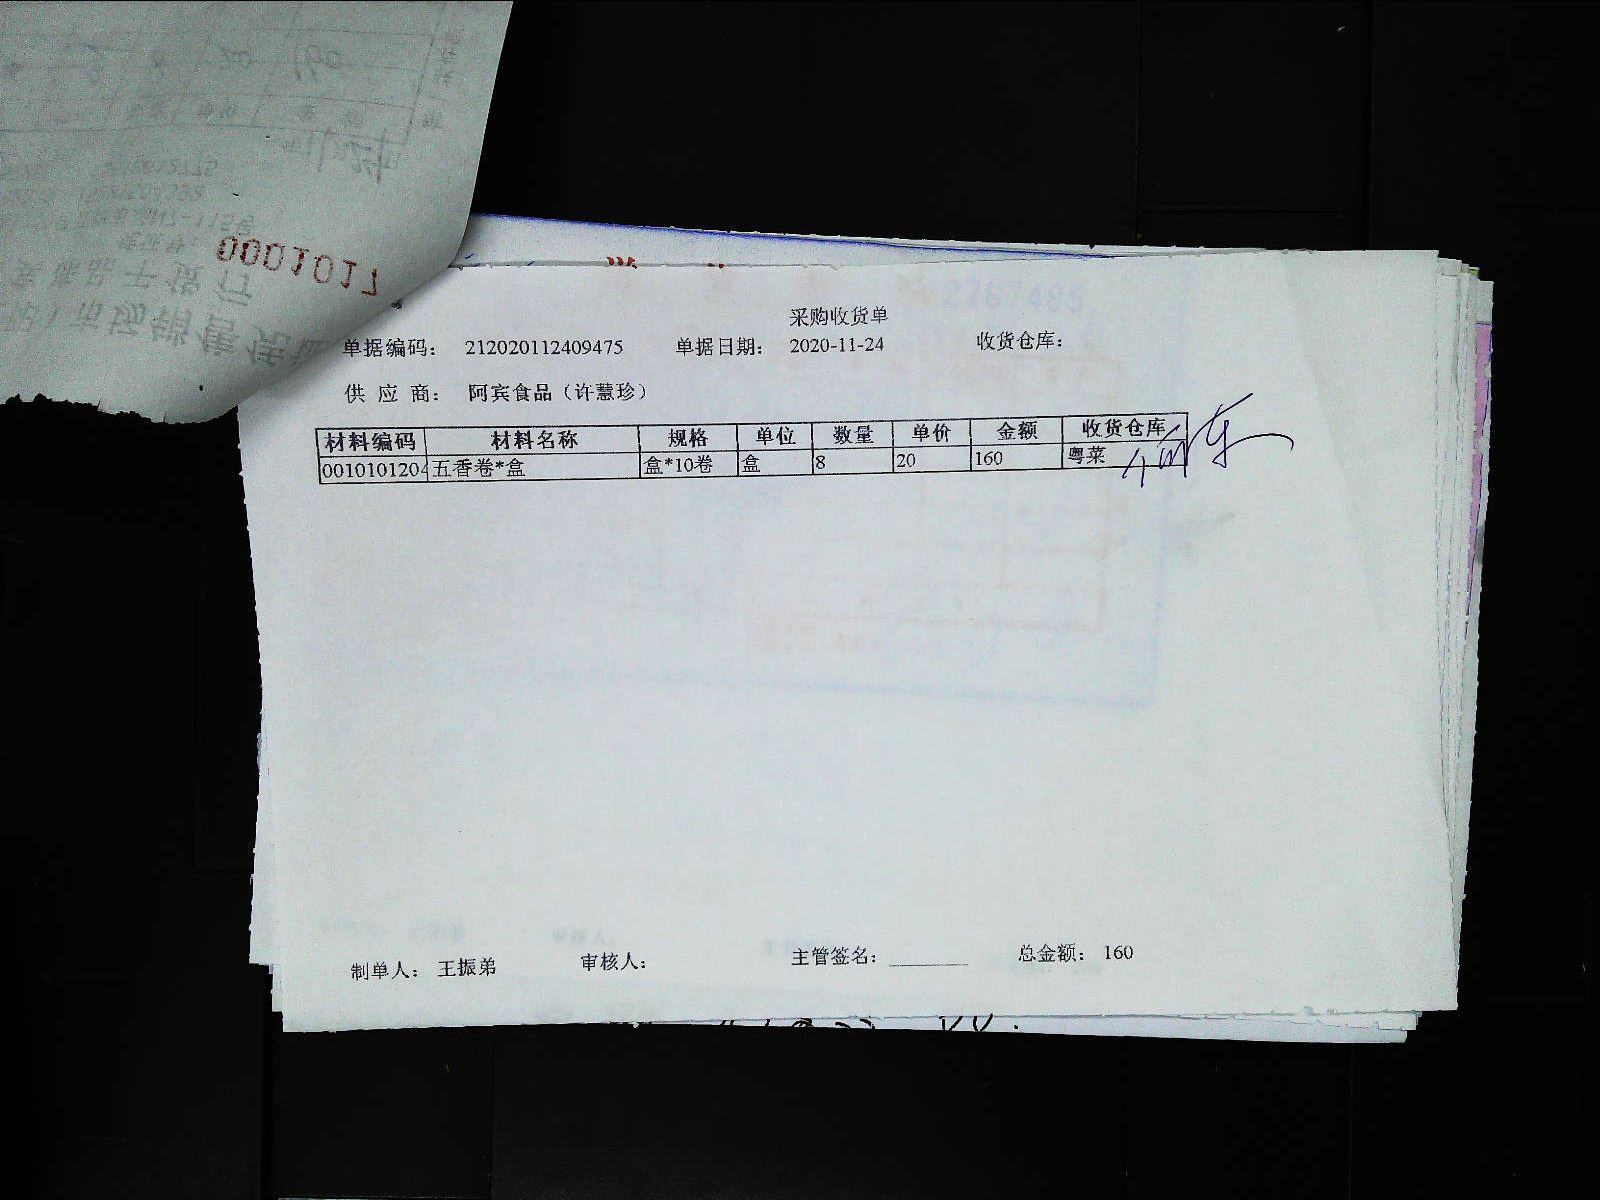 0001017
采购收货单
单据编码： 212020112409475 单据日期： 2020-11-24 收货仓库：
供 应 商： 阿宾食品（许慧珍）
材料编码 材料名称 规格 单位 数量 单价 金额 收货仓库
0010101204 五香卷*盒 盒*10卷 盒 8 20 160 粤菜
制单人： 王振弟 审核人： 主管签名：________ 总金额： 160